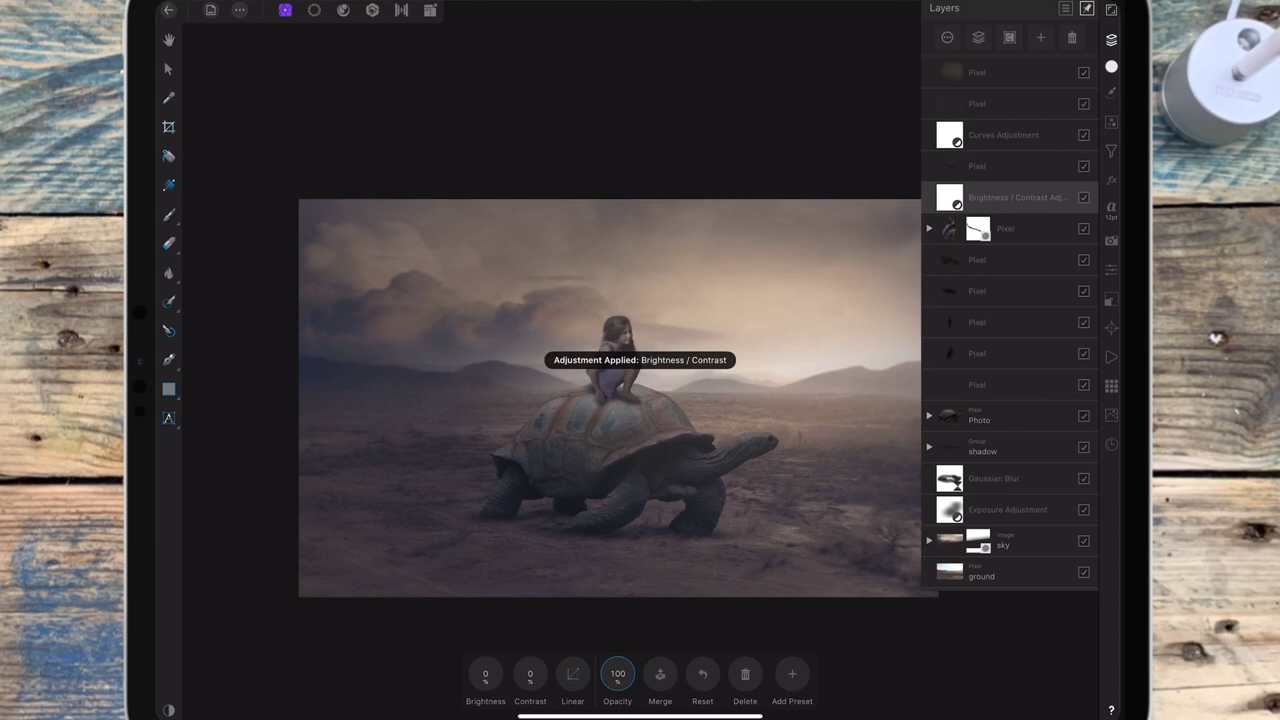 Layers
Pixel
Pixel
Curves Adjustment
Pixel
Brightness / Contrast Adj...
Pixel
Pixel
Pixel
Pixel
Pixel
Pixel
Pixel
Photo
Group
shadow
Gaussian Blur
Exposure Adjustment
Image
sky
Pixel
ground
a
12pt
fx
A
Adjustment Applied: Brightness / Contrast
0
%
Brightness
0
%
Contrast
Linear
100
%
Opacity
Merge
Reset
Delete
Add Preset
?